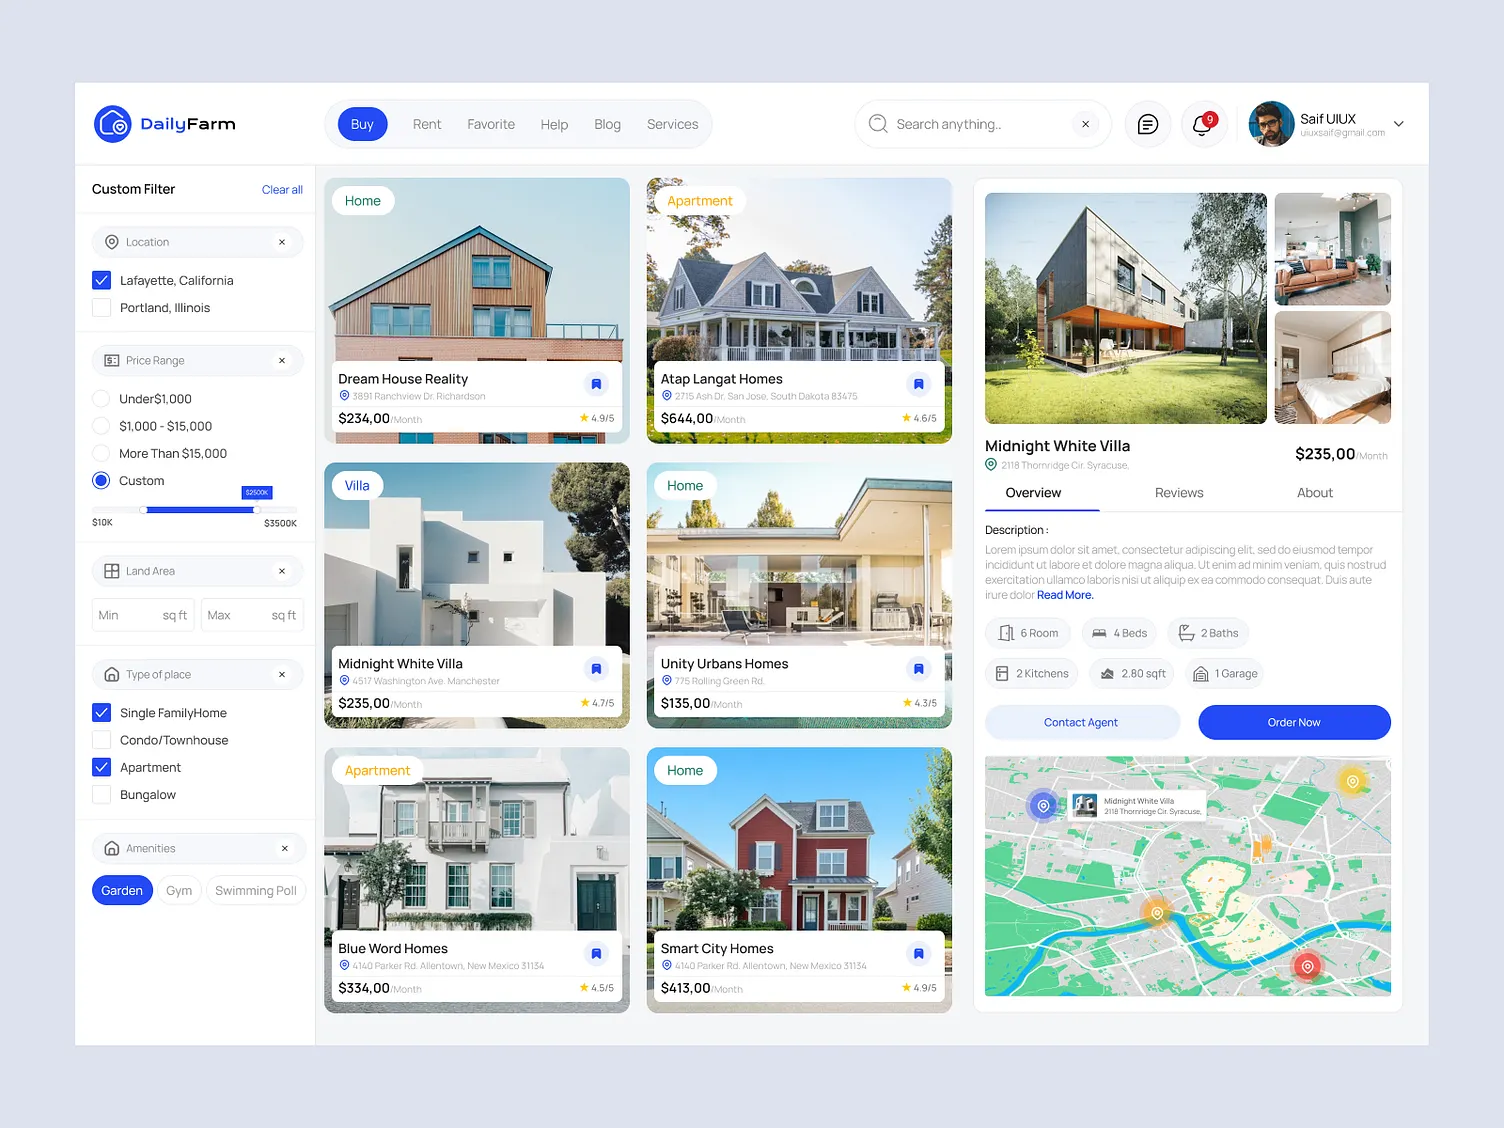 DailyFarm
Buy
Rent
Favorite
Help
Blog
Services
Search anything..
9
Saif UIUX
uiuxsaif@gmail.com
Custom Filter
Clear all
Location
Lafayette, California
Portland, Illinois
Price Range
Under$1,000
$1,000 - $15,000
More Than $15,000
Custom
$2500K
$10K
$3500K
Land Area
Min
sq ft
Max
sq ft
Type of place
Single FamilyHome
Condo/Townhouse
Apartment
Bungalow
Amenities
Garden
Gym
Swimming Poll
Home
Dream House Reality
3891 Ranchview Dr. Richardson
$234,00/Month
4.9/5
Apartment
Atap Langat Homes
2715 Ash Dr. San Jose, South Dakota 83475
$644,00/Month
4.6/5
Villa
Midnight White Villa
4517 Washington Ave. Manchester
$235,00/Month
4.7/5
Home
Unity Urbans Homes
775 Rolling Green Rd.
$135,00/Month
4.3/5
Apartment
Blue Word Homes
4140 Parker Rd. Allentown, New Mexico 31134
$334,00/Month
4.5/5
Home
Smart City Homes
4140 Parker Rd. Allentown, New Mexico 31134
$413,00/Month
4.9/5
Midnight White Villa
2118 Thornridge Cir. Syracuse,
$235,00/Month
Overview
Reviews
About
Description :
Lorem ipsum dolor sit amet, consectetur adipiscing elit, sed do eiusmod tempor
incididunt ut labore et dolore magna aliqua. Ut enim ad minim veniam, quis nostrud
exercitation ullamco laboris nisi ut aliquip ex ea commodo consequat. Duis aute
irure dolor Read More.
6 Room
4 Beds
2 Baths
2 Kitchens
2.80 sqft
1 Garage
Contact Agent
Order Now
Midnight White Villa
2118 Thornridge Cir. Syracuse,